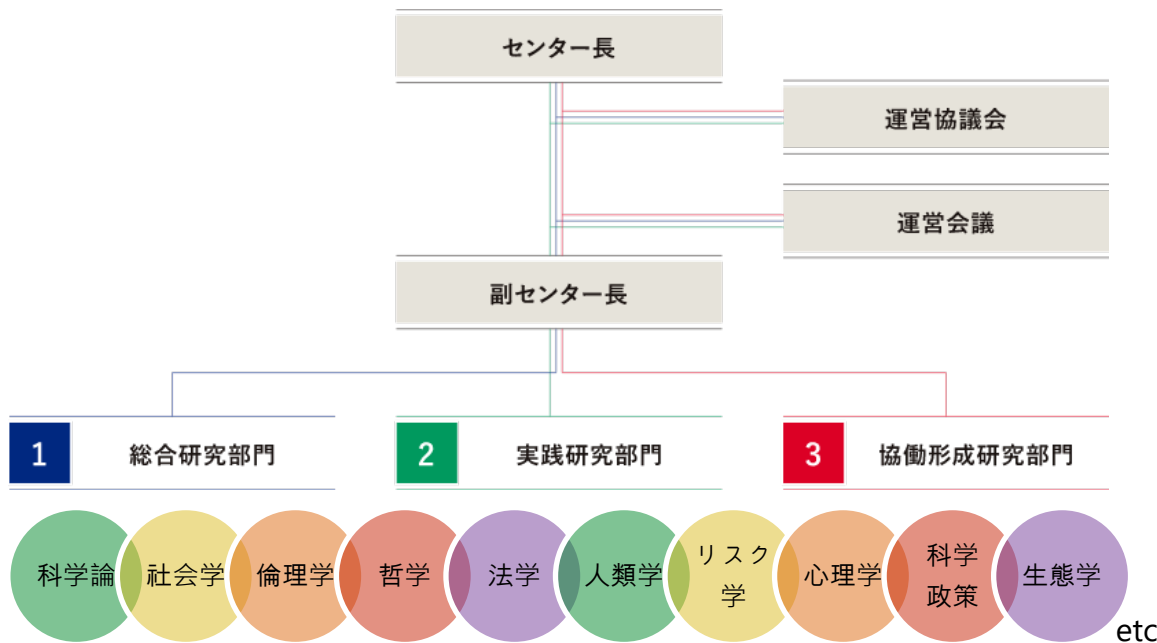 センター長
運営協議会
運営会議
副センター長
1 総合研究部門
2 実践研究部門
3 協働形成研究部門
科学論
社会学
倫理学
哲学
法学
人類学
リスク
学
心理学
科学
政策
生態学
etc